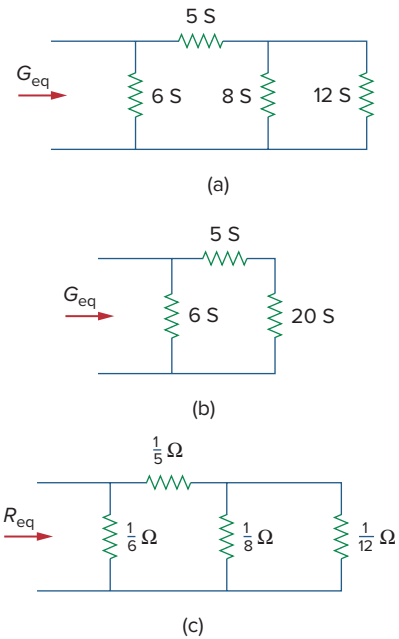 5 S
G_eq
6 S 8 S 12 S
(a)
5 S
G_eq
6 S 20 S
(b)
1/5 Ω
R_eq
1/6 Ω 1/8 Ω 1/12 Ω
(c)